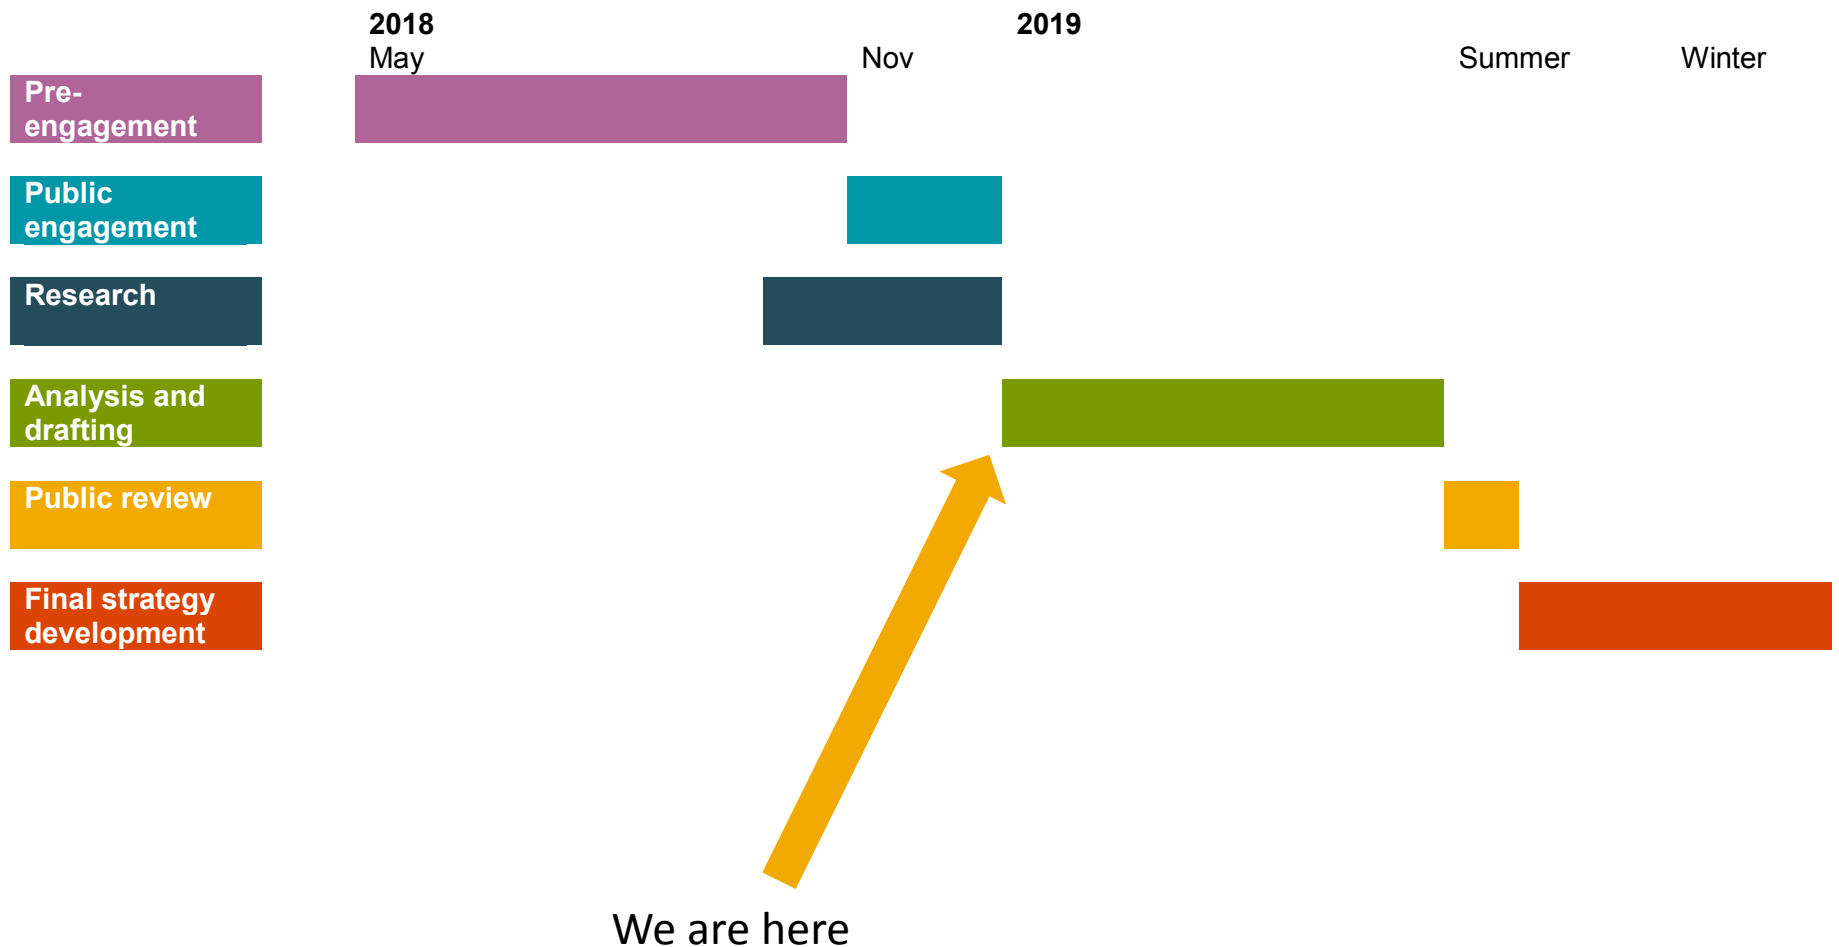 2018
2019
May
Nov
Summer
Winter
Pre-
engagement
Public
engagement
Research
Analysis and
drafting
Public review
Final strategy
development
We are here